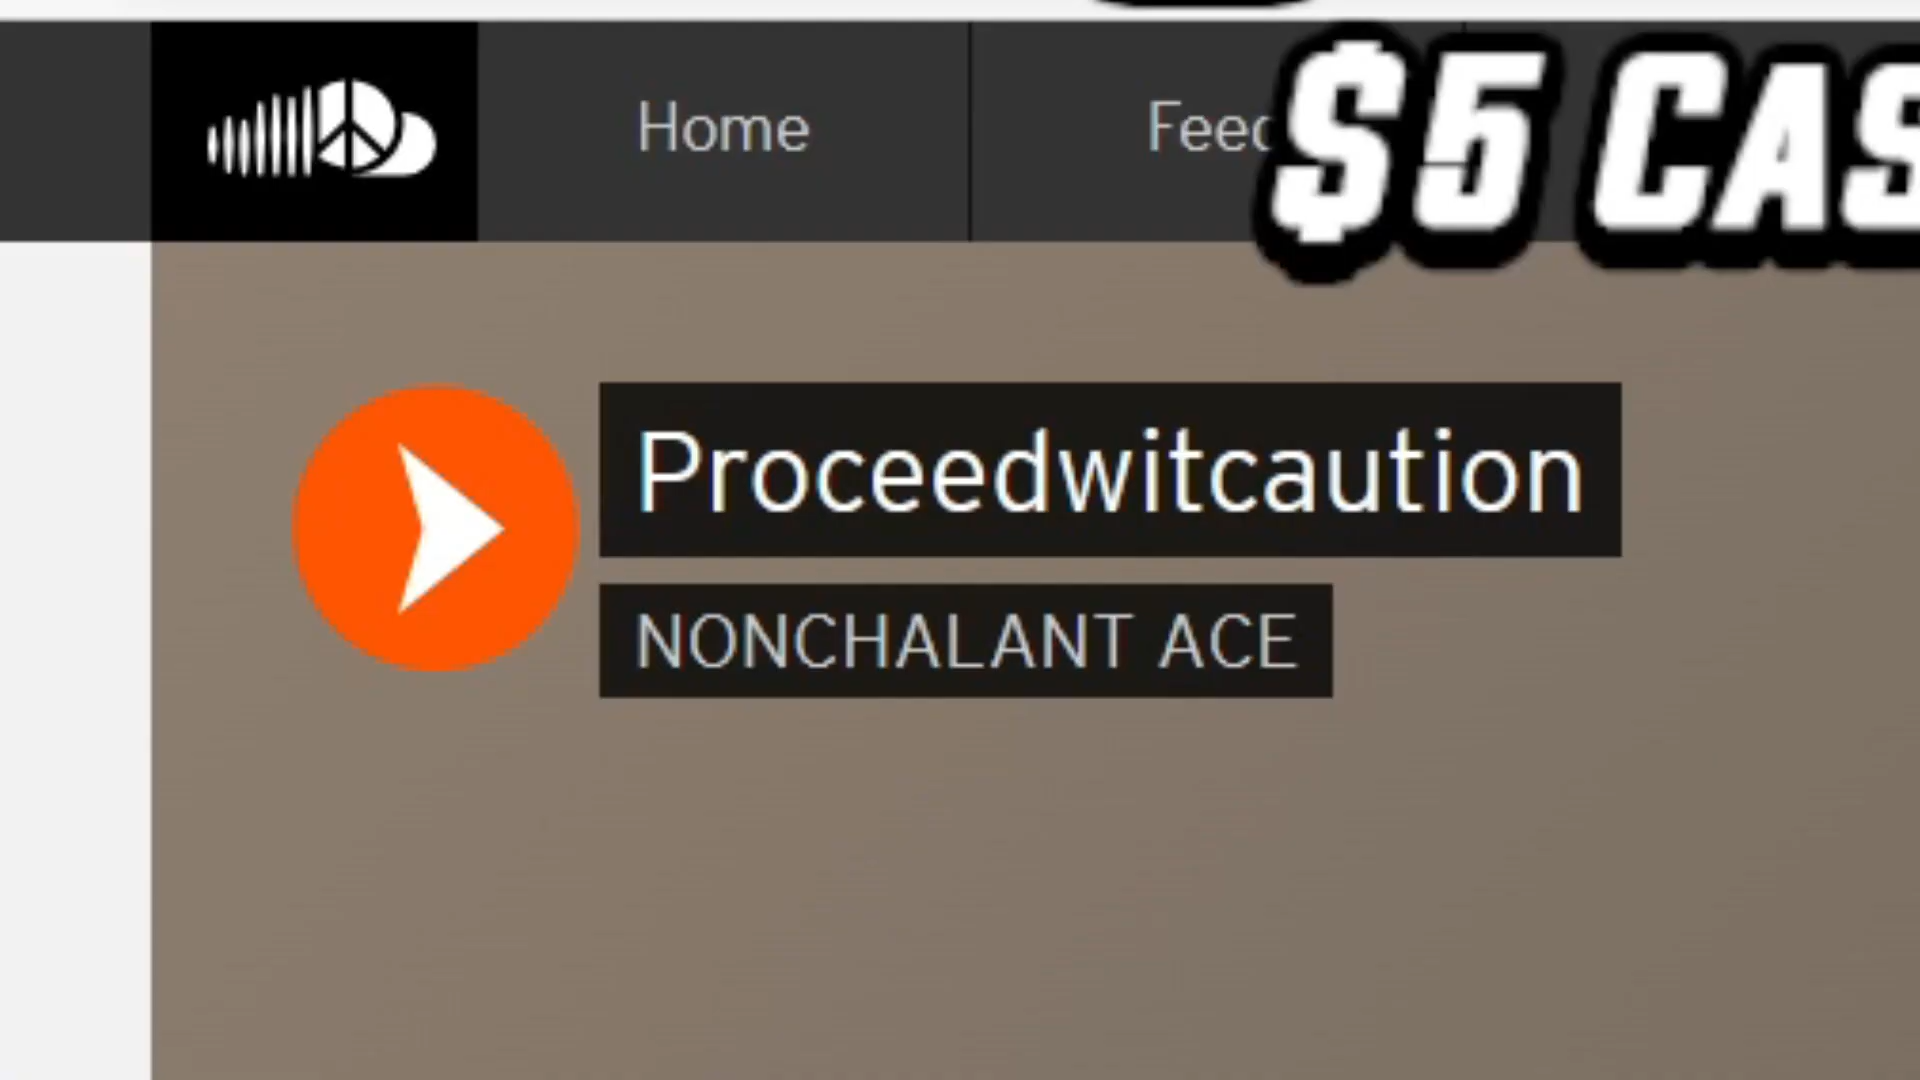 Home
Feed
$5 CAS
Proceedwitcaution
NONCHALANT ACE